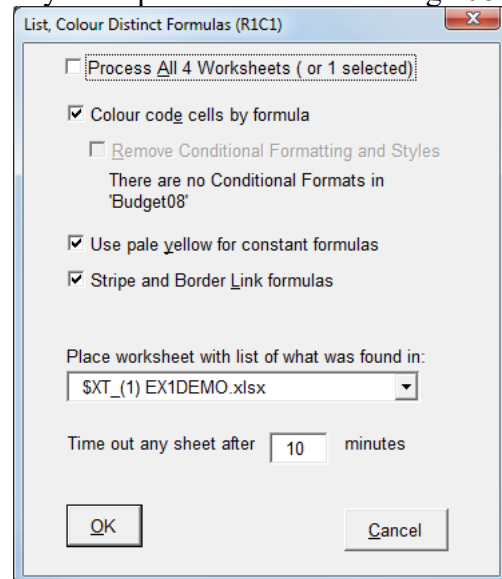 List, Colour Distinct Formulas (R1C1)
Process All 4 Worksheets ( or 1 selected)
Colour code cells by formula
Remove Conditional Formatting and Styles
There are no Conditional Formats in
'Budget08'
Use pale yellow for constant formulas
Stripe and Border Link formulas
Place worksheet with list of what was found in:
$XT_(1) EX1DEMO.xlsx
Time out any sheet after 10 minutes
OK Cancel